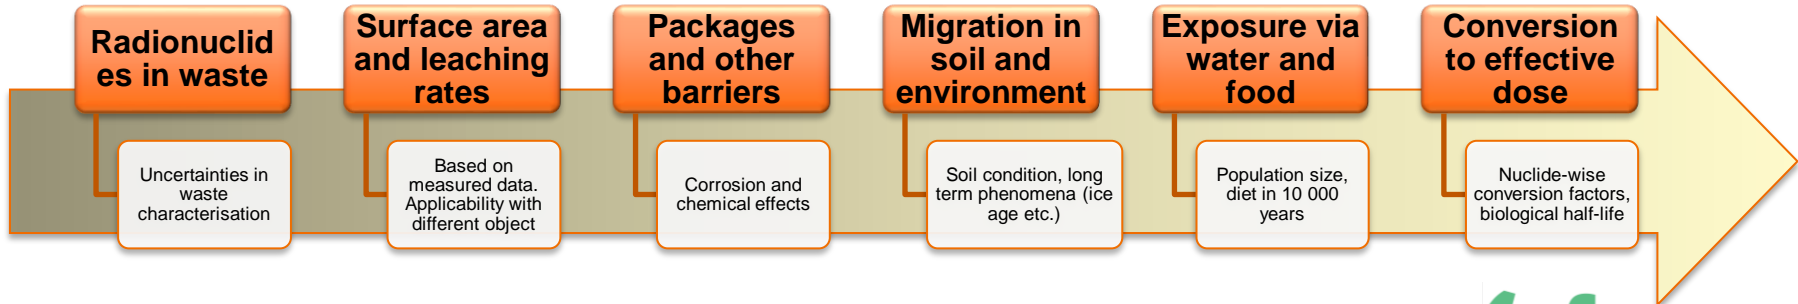 Radionuclid
es in waste
Uncertainties in
waste
characterisation
Surface area
and leaching
rates
Based on
measured data.
Applicability with
different object
Packages
and other
barriers
Corrosion and
chemical effects
Migration in
soil and
environment
Soil condition, long
term phenomena (ice
age etc.)
Exposure via
water and
food
Population size,
diet in 10 000
years
Conversion
to effective
dose
Nuclide-wise
conversion factors,
biological half-life